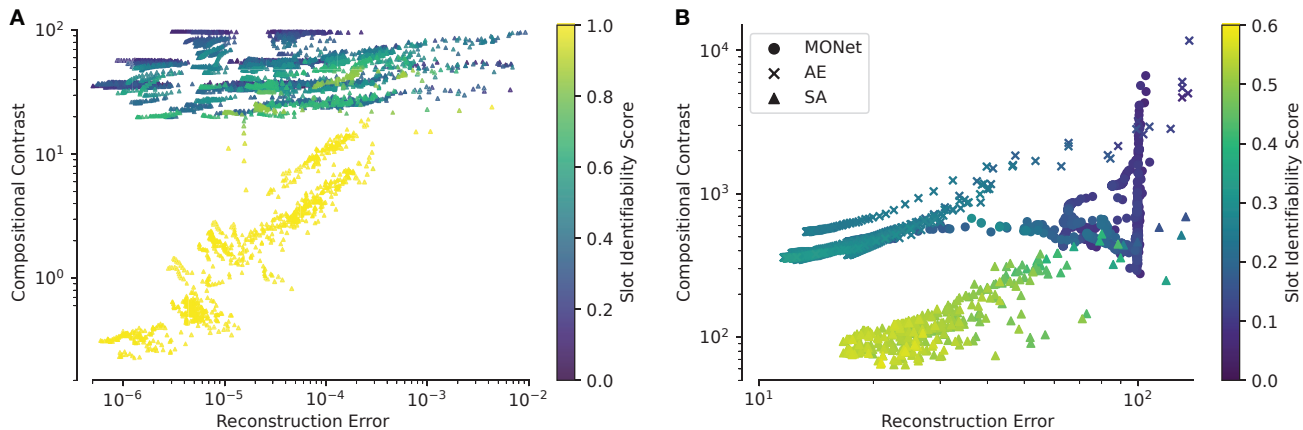 A
Compositional Contrast
10²
10¹
10⁰
10⁻⁶
10⁻⁵
10⁻⁴
10⁻³
10⁻²
Reconstruction Error
1.0
0.8
0.6
0.4
0.2
0.0
Slot Identifiability Score
B
Compositional Contrast
10⁴
10³
10²
MONet
AE
SA
10¹
10²
Reconstruction Error
0.6
0.5
0.4
0.3
0.2
0.1
0.0
Slot Identifiability Score